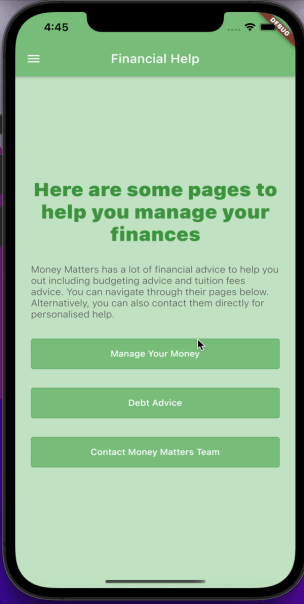 4:45
DEBUG
Financial Help
Here are some pages to
help you manage your
finances
Money Matters has a lot of financial advice to help you
out including budgeting advice and tuition fees
advice. You can navigate through their pages below.
Alternatively, you can also contact them directly for
personalised help.
Manage Your Money
Debt Advice
Contact Money Matters Team